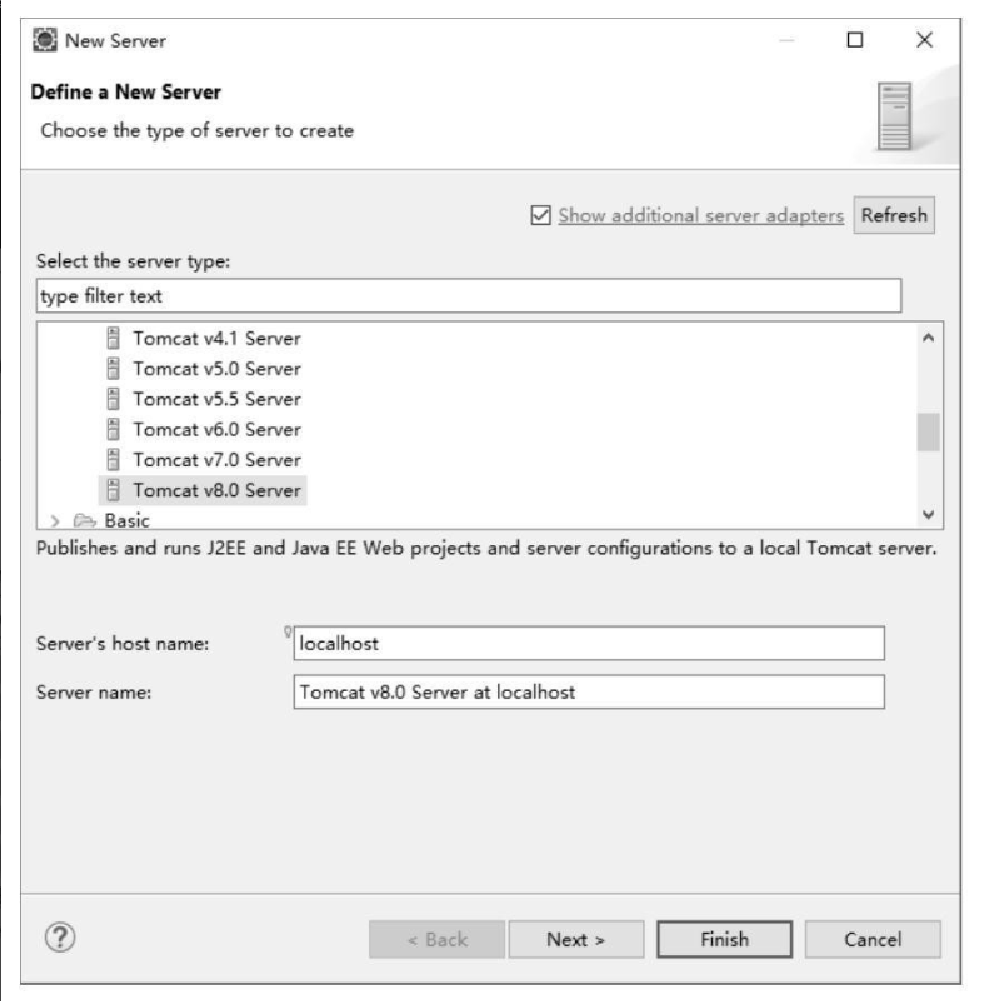 New Server
Define a New Server
Choose the type of server to create
Show additional server adapters Refresh
Select the server type:
type filter text
Tomcat v4.1 Server
Tomcat v5.0 Server
Tomcat v5.5 Server
Tomcat v6.0 Server
Tomcat v7.0 Server
Tomcat v8.0 Server
Basic
Publishes and runs J2EE and Java EE Web projects and server configurations to a local Tomcat server.
Server's host name: localhost
Server name: Tomcat v8.0 Server at localhost
? < Back Next > Finish Cancel